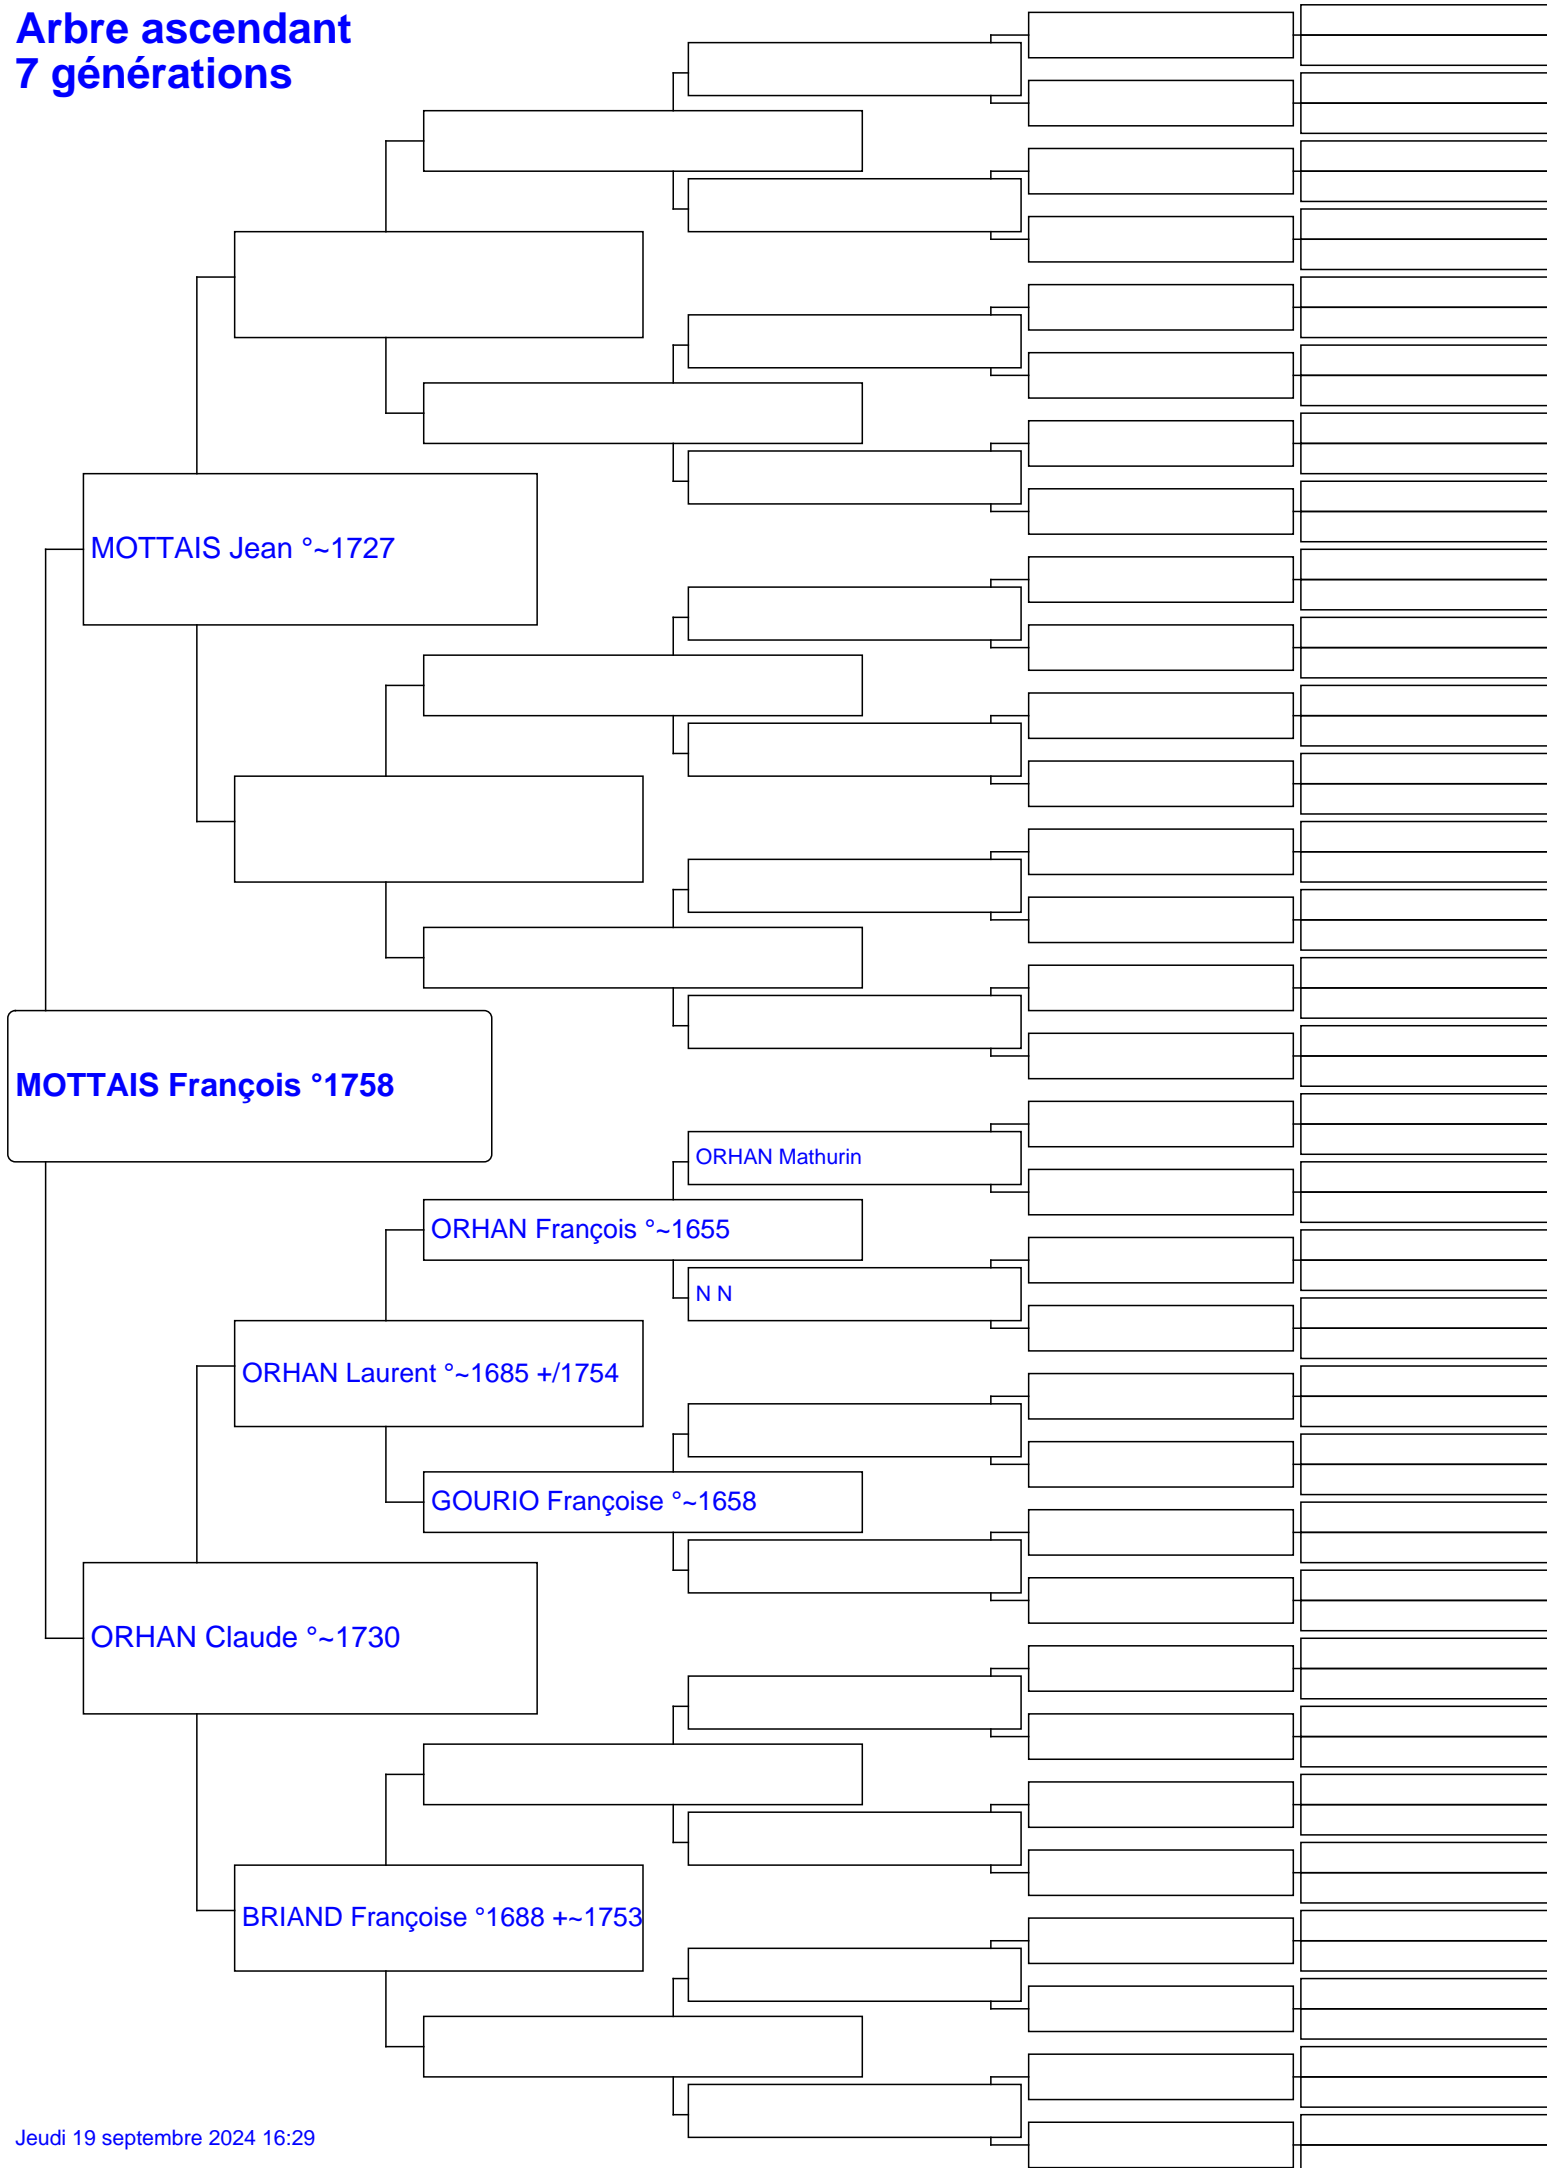 Arbre ascendant
7 générations
MOTTAIS Jean °~1727
MOTTAIS François °1758
ORHAN Mathurin
ORHAN François °~1655
N N
ORHAN Laurent °~1685 +/1754
GOURIO Françoise °~1658
ORHAN Claude °~1730
BRIAND Françoise °1688 +~1753
Jeudi 19 septembre 2024 16:29